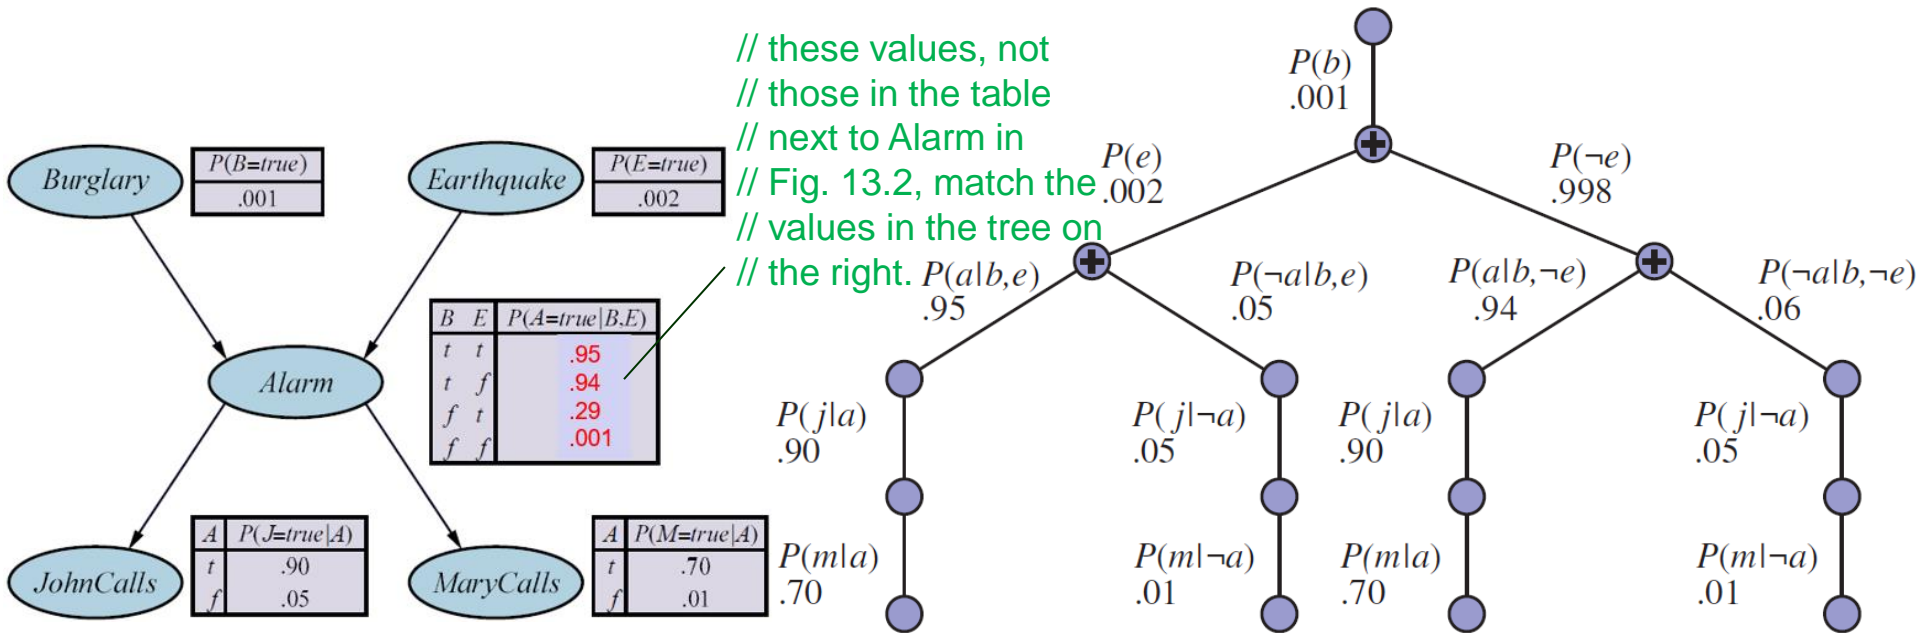 // these values, not
// those in the table
// next to Alarm in
// Fig. 13.2, match the
// values in the tree on
// the right.
Burglary
P(B=true)
.001
Earthquake
P(E=true)
.002
B E P(A=true|B,E)
t t .95
t f .94
f t .29
f f .001
Alarm
JohnCalls
A P(J=true|A)
t .90
f .05
MaryCalls
A P(M=true|A)
t .70
f .01
P(b)
.001
P(e)
.002
P(¬e)
.998
P(a|b,e)
.95
P(¬a|b,e)
.05
P(a|b,¬e)
.94
P(¬a|b,¬e)
.06
P(j|a)
.90
P(j|¬a)
.05
P(j|a)
.90
P(j|¬a)
.05
P(m|a)
.70
P(m|¬a)
.01
P(m|a)
.70
P(m|¬a)
.01